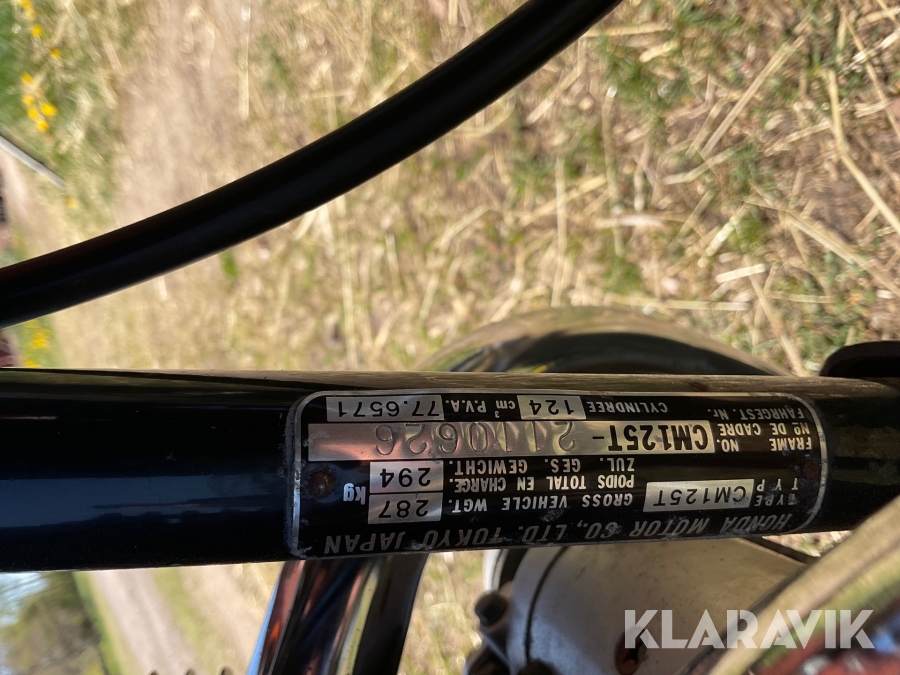 HONDA MOTOR CO., LTD. TOKYO JAPAN
TYPE CM125T GROSS VEHICLE WGT. 287 kg
TYP POIDS TOTAL EN CHARGE. 294
ZUL. GES. GEWICHT.
FRAME NO. CM125T-2110626
Nº DE CADRE
FAHRGEST. Nr.
CYLINDREE 124 cm³ P.V.A. 77.6571
KLARAVIK